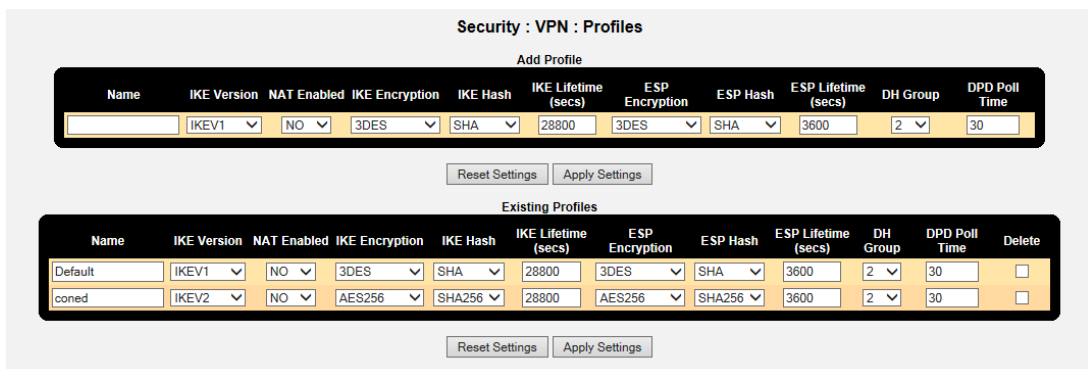 Security : VPN : Profiles
Add Profile
Name IKE Version NAT Enabled IKE Encryption IKE Hash IKE Lifetime (secs) ESP Encryption ESP Hash ESP Lifetime (secs) DH Group DPD Poll Time
IKEV1 NO 3DES SHA 28800 3DES SHA 3600 2 30
Reset Settings Apply Settings
Existing Profiles
Name IKE Version NAT Enabled IKE Encryption IKE Hash IKE Lifetime (secs) ESP Encryption ESP Hash ESP Lifetime (secs) DH Group DPD Poll Time Delete
Default IKEV1 NO 3DES SHA 28800 3DES SHA 3600 2 30
coned IKEV2 NO AES256 SHA256 28800 AES256 SHA256 3600 2 30
Reset Settings Apply Settings